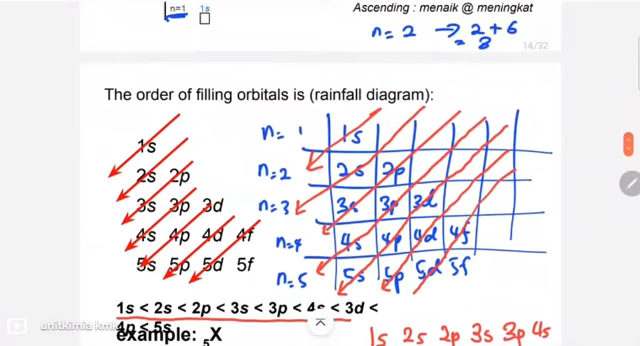 n=1 1s
Ascending : menaik @ meningkat
n = 2 → 2 + 6
= 8
14/32
The order of filling orbitals is (rainfall diagram):
1s
2s 2p
3s 3p 3d
4s 4p 4d 4f
5s 5p 5d 5f
n= 1 1s
n=2 2s 2p
n=3 3s 3p 3d
n=4 4s 4p 4d 4f
n=5 5s 5p 5d 5f
1s < 2s < 2p < 3s < 3p < 4s < 3d <
4p < 5s
unitkimia
example: ₅X
1s 2s 2p 3s 3p 4s